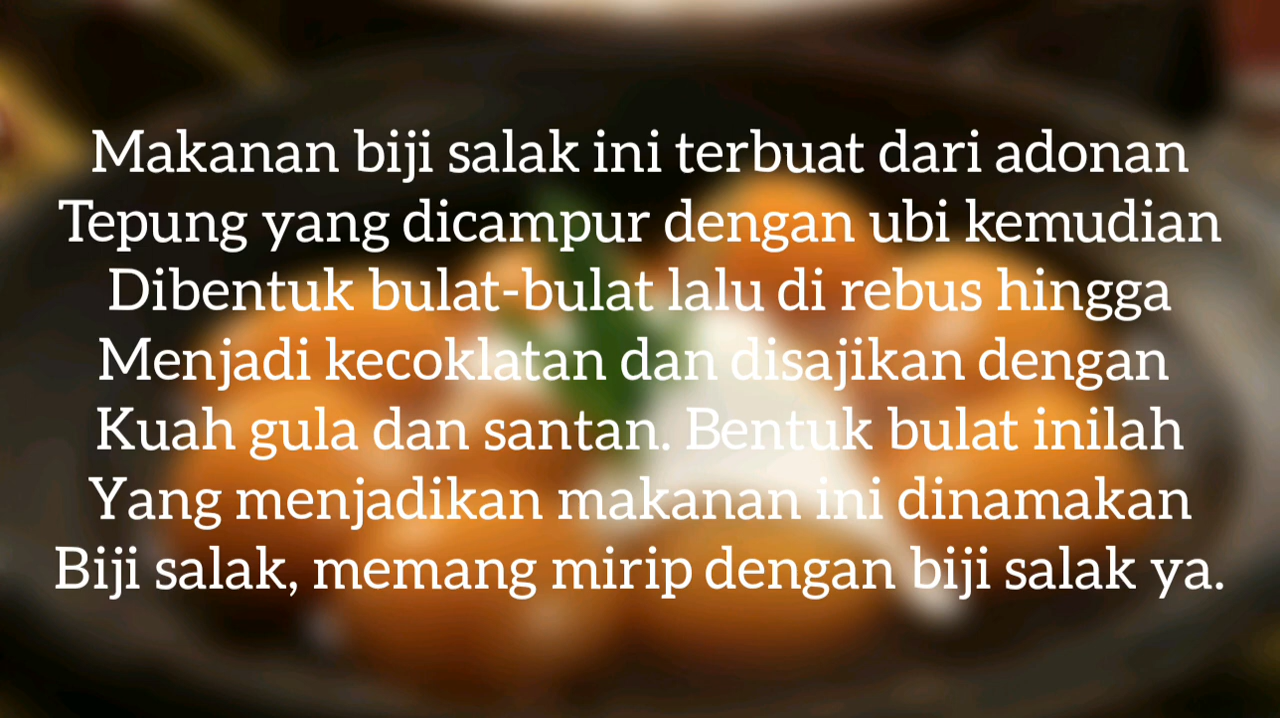 Makanan biji salak ini terbuat dari adonan
Tepung yang dicampur dengan ubi kemudian
Dibentuk bulat-bulat lalu di rebus hingga
Menjadi kecoklatan dan disajikan dengan
Kuah gula dan santan. Bentuk bulat inilah
Yang menjadikan makanan ini dinamakan
Biji salak, memang mirip dengan biji salak ya.